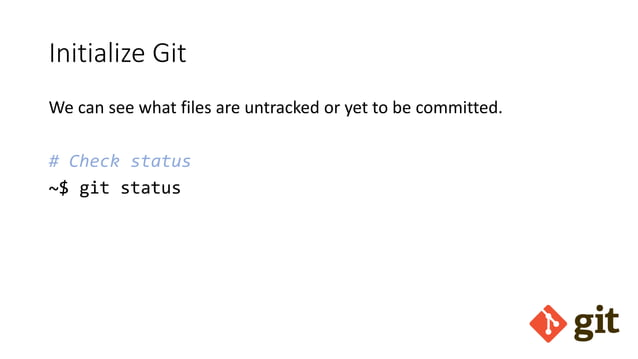 Initialize Git
We can see what files are untracked or yet to be committed.
# Check status
~$ git status
git